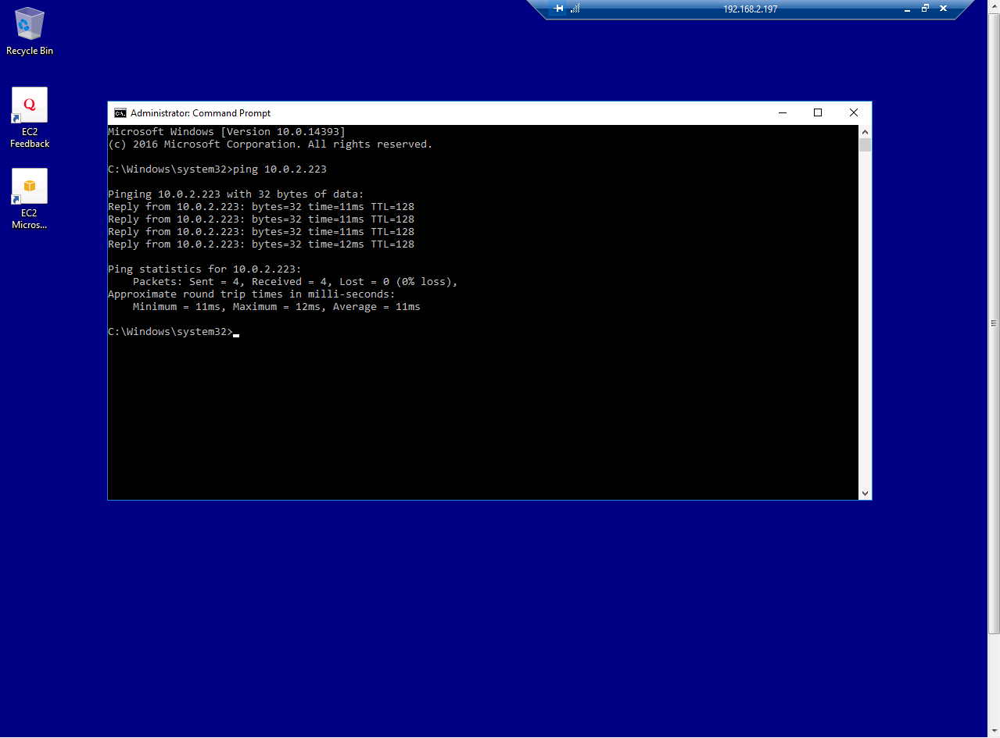 192.168.2.197
Recycle Bin
Q
EC2
Feedback
EC2
Micros...
Administrator: Command Prompt
Microsoft Windows [Version 10.0.14393]
(c) 2016 Microsoft Corporation. All rights reserved.
C:\Windows\system32>ping 10.0.2.223
Pinging 10.0.2.223 with 32 bytes of data:
Reply from 10.0.2.223: bytes=32 time=11ms TTL=128
Reply from 10.0.2.223: bytes=32 time=11ms TTL=128
Reply from 10.0.2.223: bytes=32 time=11ms TTL=128
Reply from 10.0.2.223: bytes=32 time=12ms TTL=128
Ping statistics for 10.0.2.223:
Packets: Sent = 4, Received = 4, Lost = 0 (0% loss),
Approximate round trip times in milli-seconds:
Minimum = 11ms, Maximum = 12ms, Average = 11ms
C:\Windows\system32>